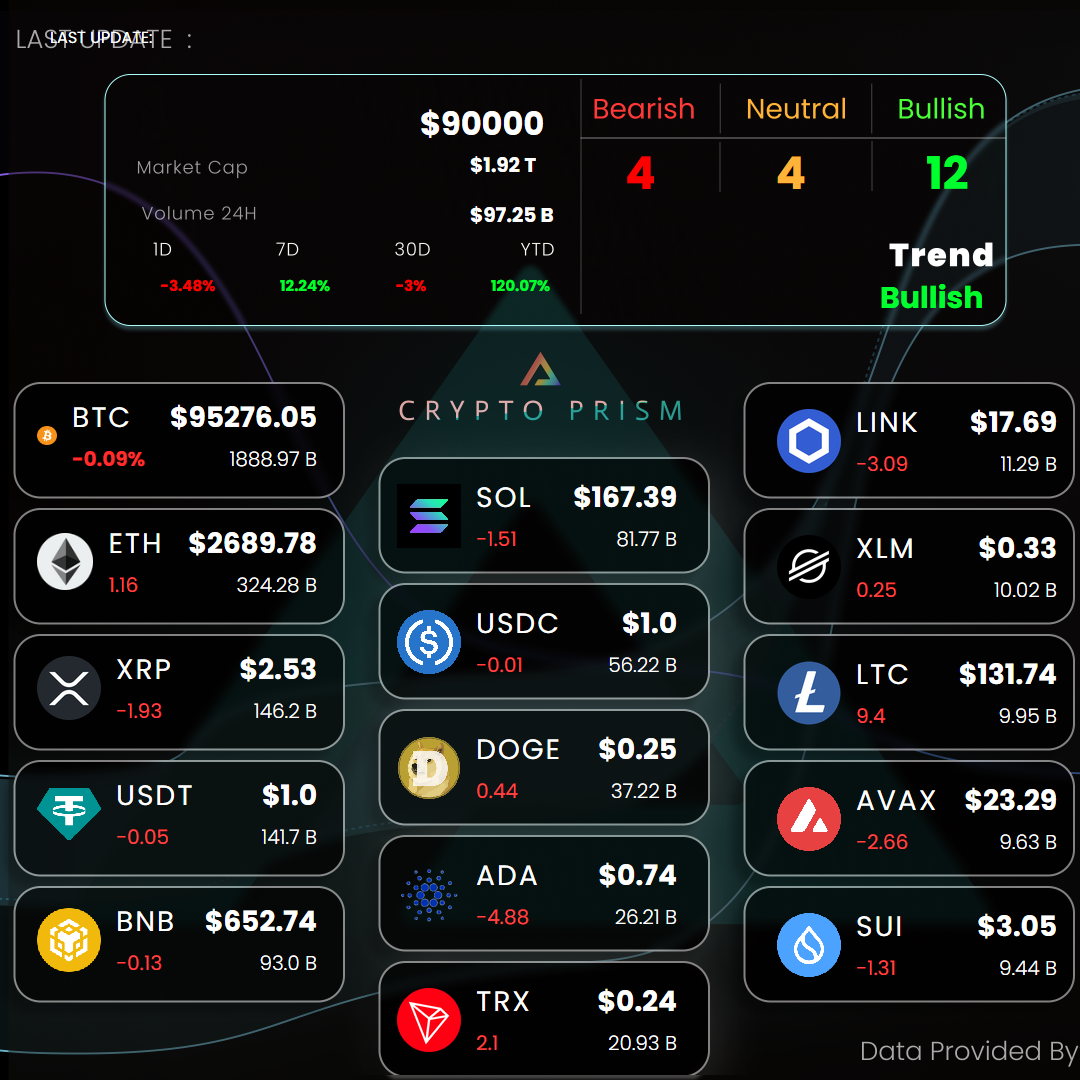 LAST UPDATE :
LAST UPDATE:
$90000
Market Cap $1.92 T
Volume 24H $97.25 B
1D 7D 30D YTD
-3.48% 12.24% -3% 120.07%
Bearish Neutral Bullish
4 4 12
Trend
Bullish
CRYPTO PRISM
BTC $95276.05
-0.09% 1888.97 B
ETH $2689.78
1.16 324.28 B
XRP $2.53
-1.93 146.2 B
USDT $1.0
-0.05 141.7 B
BNB $652.74
-0.13 93.0 B
SOL $167.39
-1.51 81.77 B
USDC $1.0
-0.01 56.22 B
DOGE $0.25
0.44 37.22 B
ADA $0.74
-4.88 26.21 B
TRX $0.24
2.1 20.93 B
LINK $17.69
-3.09 11.29 B
XLM $0.33
0.25 10.02 B
LTC $131.74
9.4 9.95 B
AVAX $23.29
-2.66 9.63 B
SUI $3.05
-1.31 9.44 B
Data Provided By